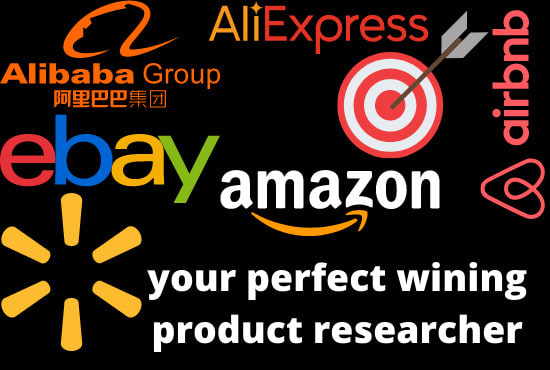 AliExpress
Alibaba Group
阿里巴巴集团
airbnb
ebay
amazon
your perfect wining
product researcher